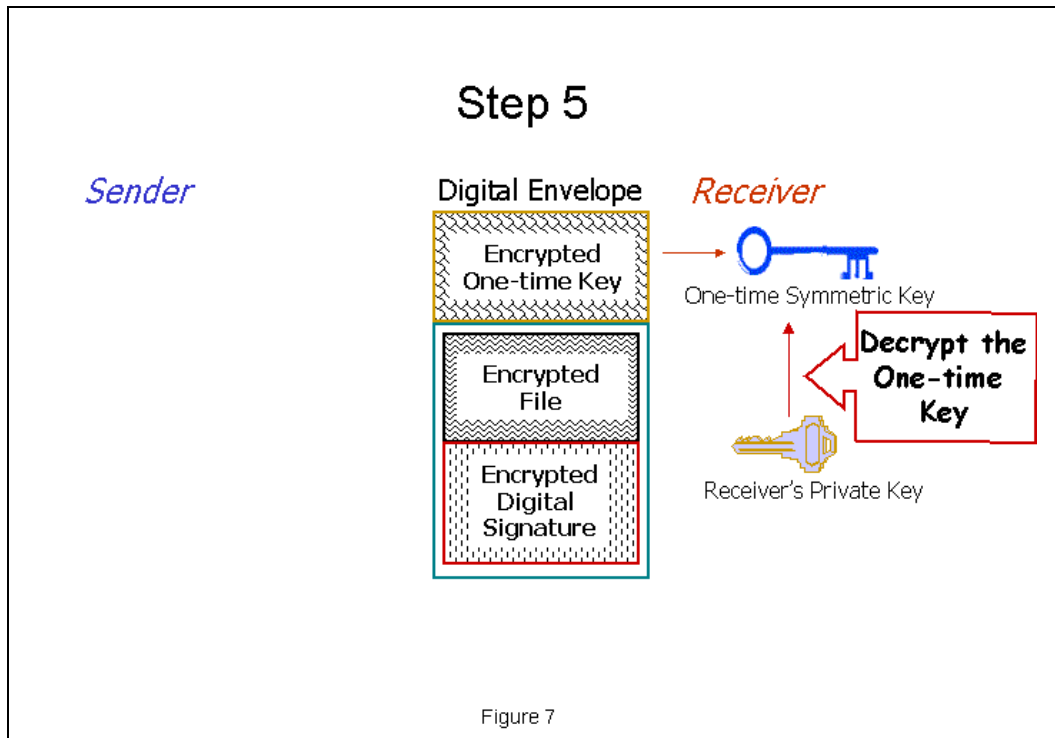 Step 5
Sender
Digital Envelope
Receiver
Encrypted
One-time Key
One-time Symmetric Key
Decrypt the
One-time
Key
Encrypted
File
Receiver's Private Key
Encrypted
Digital
Signature
Figure 7